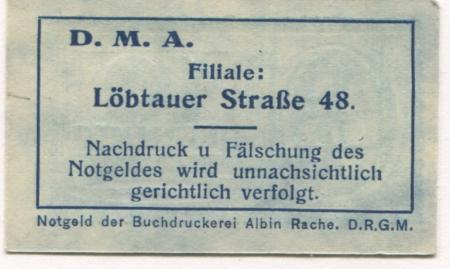 D. M. A.
Filiale:
Löbtauer Straße 48.
Nachdruck u Fälschung des
Notgeldes wird unnachsichtlich
gerichtlich verfolgt.
Notgeld der Buchdruckerei Albin Rache. D.R.G.M.